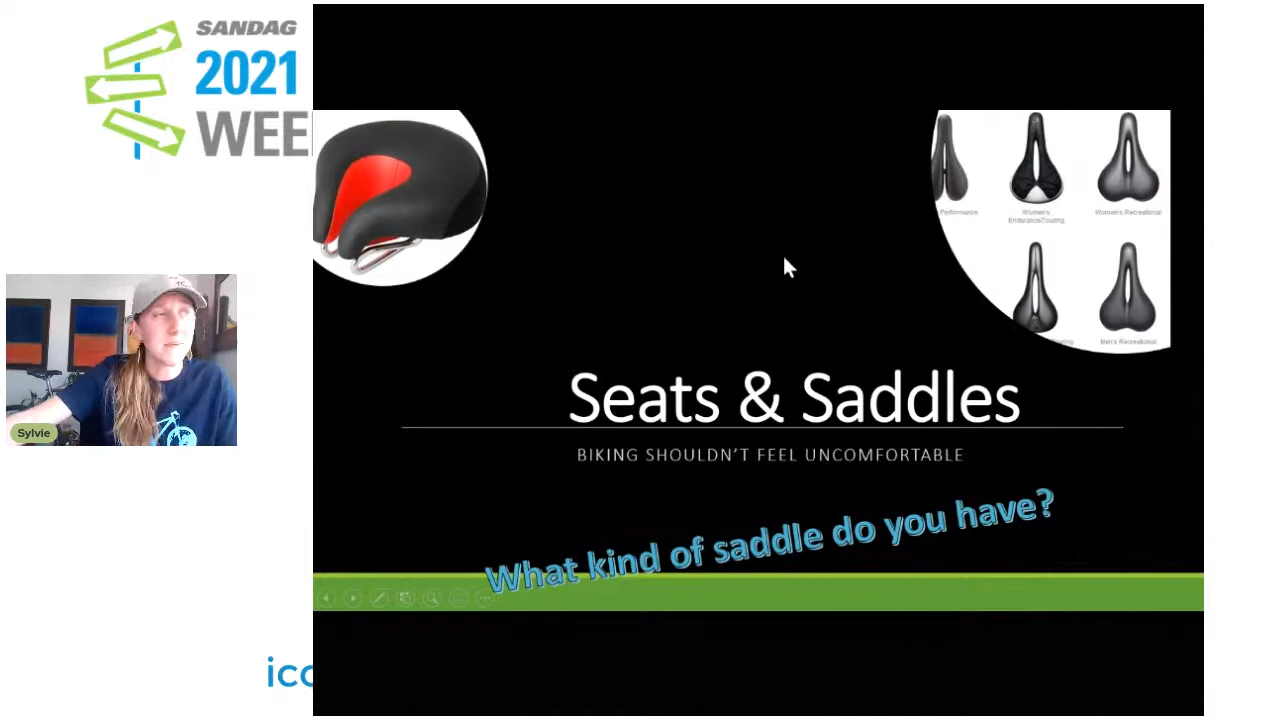 SANDAG
2021
WEE
Performance
Women's
Endurance/Touring
Women's Recreational
Men's Recreational
Sylvie
Seats & Saddles
BIKING SHOULDN'T FEEL UNCOMFORTABLE
What kind of saddle do you have?